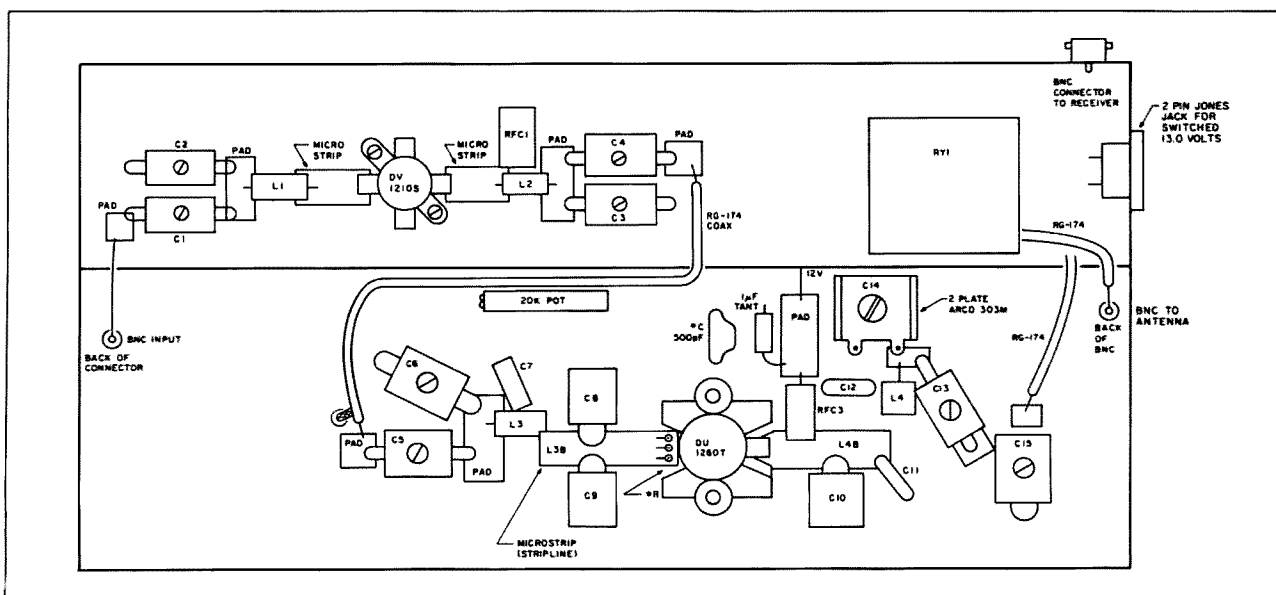 BNC
CONNECTOR
TO RECEIVER
2 PIN JONES
JACK FOR
SWITCHED
13.0 VOLTS
C2
PAD
MICRO
STRIP
MICRO
STRIP
RFC1
PAD
C4
PAD
RY1
L1
DV
1210S
L2
PAD
C1
C3
RG-174
COAX
RG-174
BNC INPUT
BACK OF
CONNECTOR
20K POT
12V
1µF
TANT
*C
500pF
PAD
C14
2 PLATE
ARCO 303M
BNC TO
ANTENNA
BACK
OF
BNC
RG-174
C6
C7
C8
C12
L4
C13
L3
RFC3
PAD
C5
PAD
L3B
DU
1260T
L4B
C15
C9
*R
C10
C11
MICROSTRIP
(STRIPLINE)